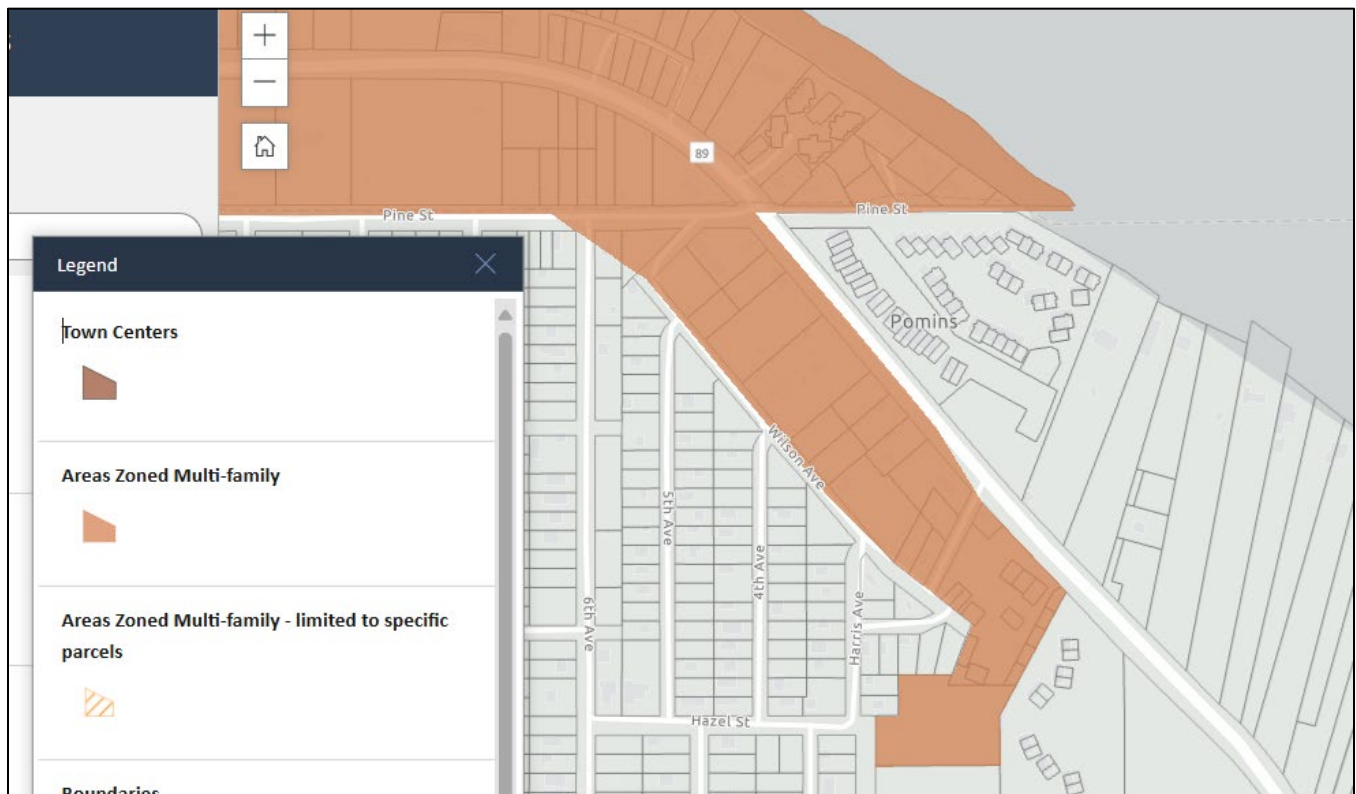 89
Pine St
Pine St
Legend
Town Centers
Pomins
Areas Zoned Multi-family
Wilson Ave
5th Ave
4th Ave
6th Ave
Harris Ave
Areas Zoned Multi-family - limited to specific
parcels
Hazel St
Boundaries